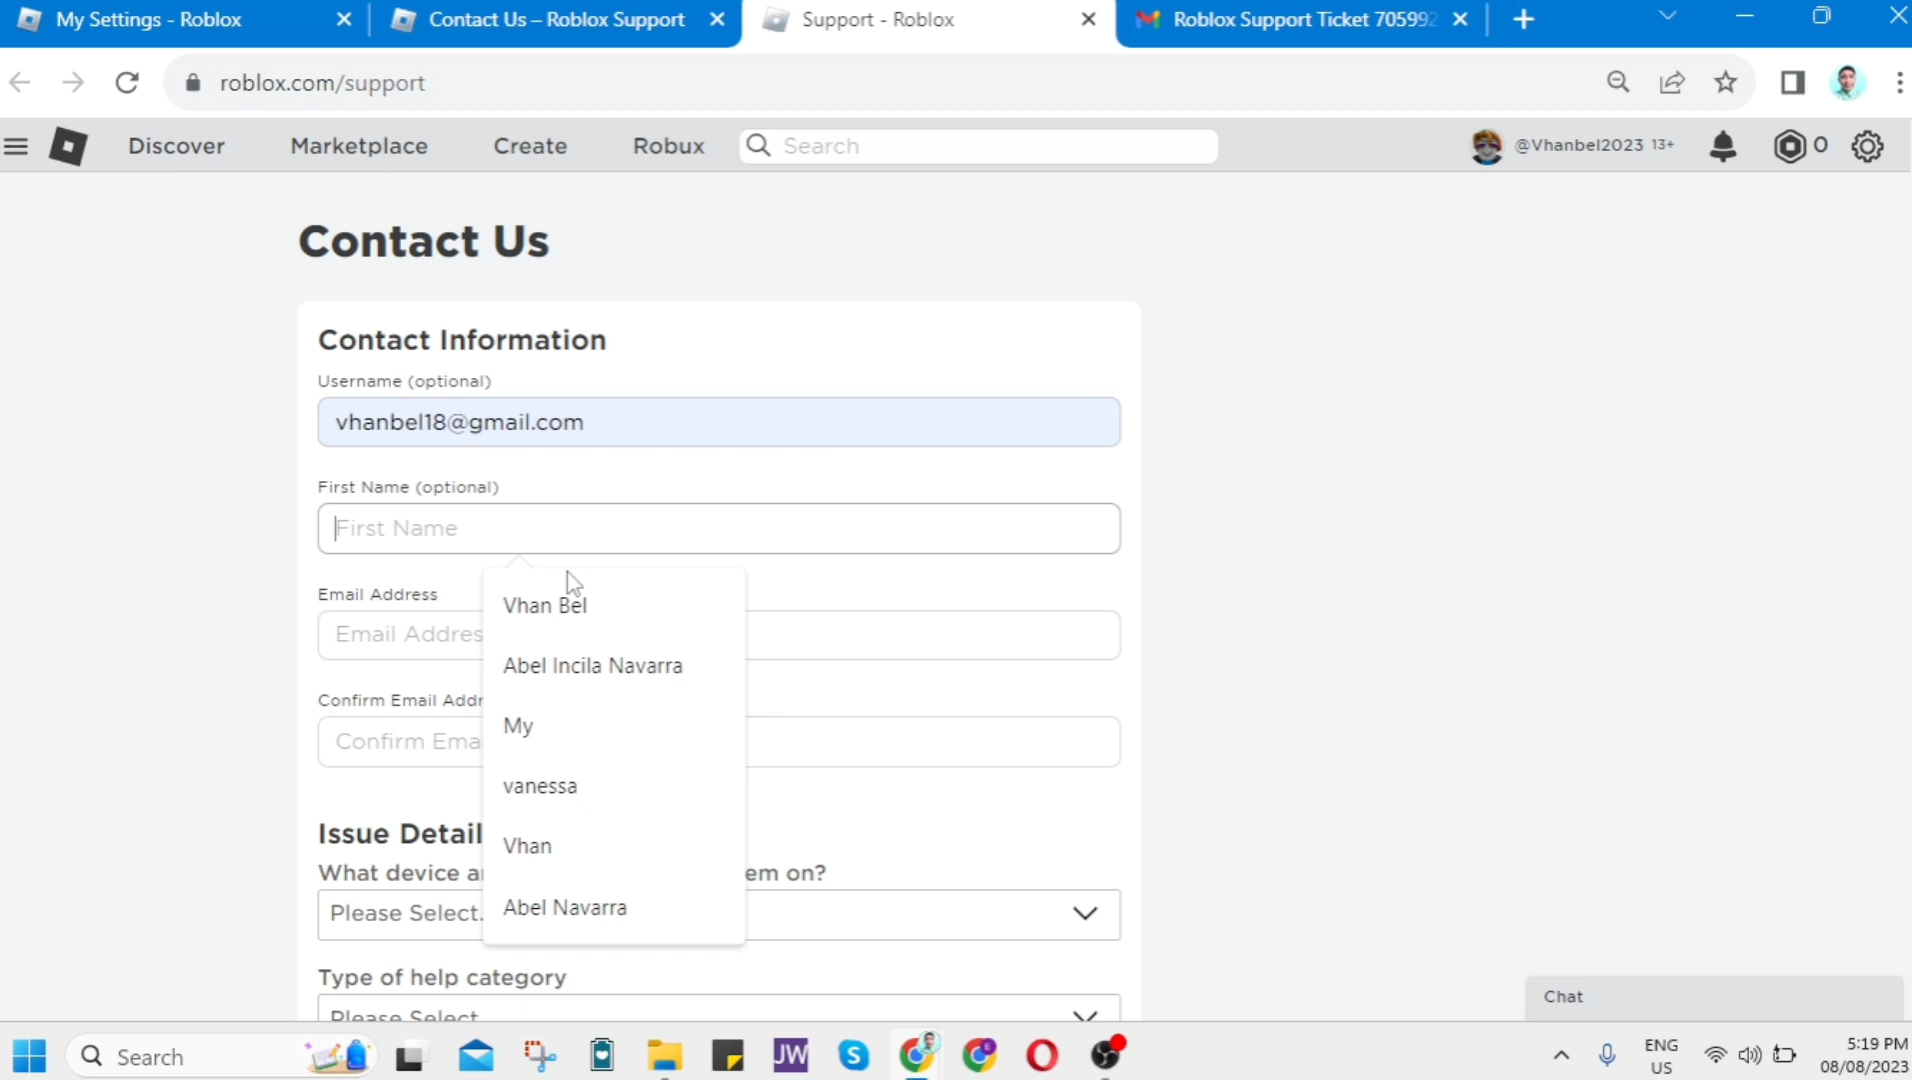 My Settings - Roblox
Contact Us – Roblox Support
Support - Roblox
Roblox Support Ticket 705992
roblox.com/support
Discover
Marketplace
Create
Robux
Search
@Vhanbel2023 13+
0
Contact Us
Contact Information
Username (optional)
vhanbel18@gmail.com
First Name (optional)
First Name
Vhan Bel
Email Address
Email Addres
Abel Incila Navarra
Confirm Email Addr
My
Confirm Ema
vanessa
Issue Detail
Vhan
What device a
em on?
Please Select.
Abel Navarra
Type of help category
Please Select
Chat
Search
JW
S
ENG
US
5:19 PM
08/08/2023